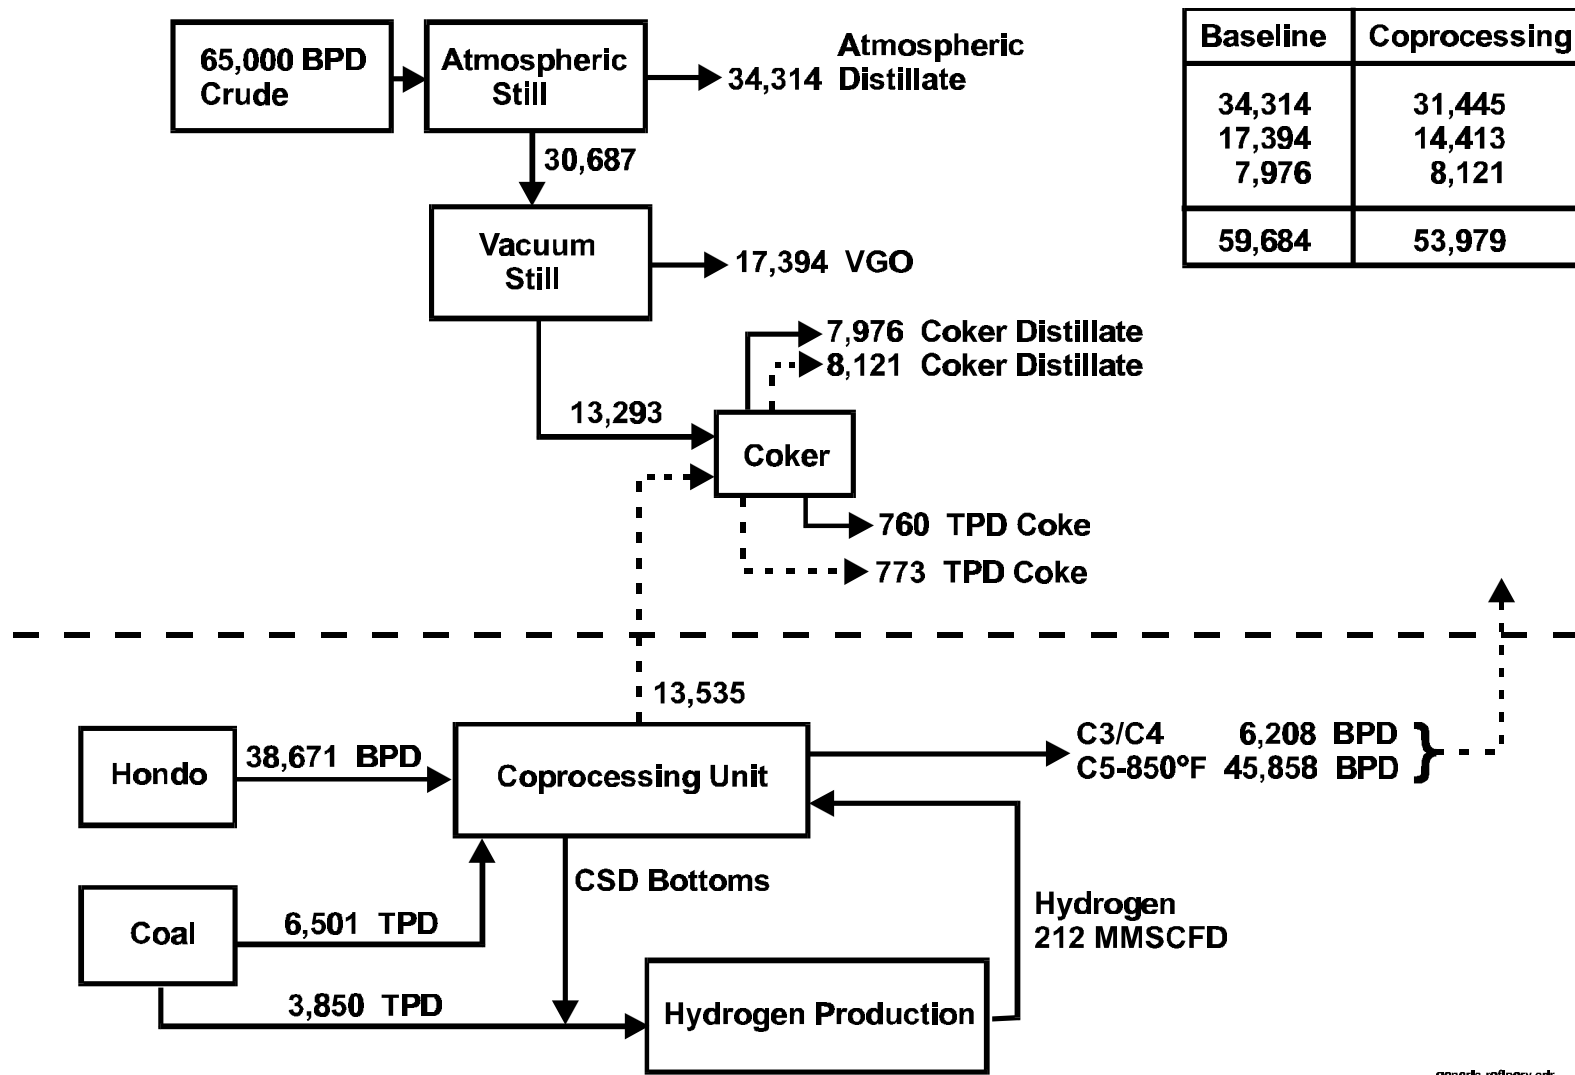 65,000 BPD
Crude
Atmospheric
Still
34,314
Atmospheric
Distillate
Baseline Coprocessing
34,314 31,445
17,394 14,413
7,976 8,121
59,684 53,979
30,687
Vacuum
Still
17,394 VGO
7,976 Coker Distillate
8,121 Coker Distillate
13,293
Coker
760 TPD Coke
773 TPD Coke
13,535
Hondo
38,671 BPD
Coprocessing Unit
C3/C4 6,208 BPD
C5-850°F 45,858 BPD
}
CSD Bottoms
Coal
6,501 TPD
Hydrogen
212 MMSCFD
3,850 TPD
Hydrogen Production